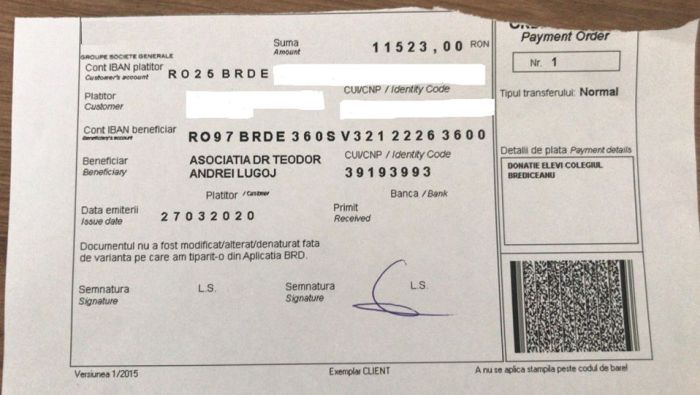 Payment Order
Suma
Amount
11523,00 RON
GROUPE SOCIETE GENERALE
Nr. 1
Cont IBAN platitor
Customer's account
RO25 BRDE
CUI/CNP / Identity Code
Platitor
Customer
Tipul transferului: Normal
Cont IBAN beneficiar
Beneficiary's account
RO97 BRDE 360S V321 2226 3600
Beneficiar
Beneficiary
ASOCIATIA DR TEODOR
ANDREI LUGOJ
CUI/CNP / Identity Code
39193993
Detalii de plata Payment details
DONATIE ELEVI COLEGIUL
BREDICEANU
Platitor / Customer
Banca / Bank
Data emiterii
Issue date
27032020
Primit
Received
Documentul nu a fost modificat/alterat/denaturat fata
de varianta pe care am tiparit-o din Aplicatia BRD.
Semnatura
Signature
L.S.
Semnatura
Signature
L.S.
Versiunea 1/2015
Exemplar CLIENT
A nu se aplica stampila peste codul de bare!